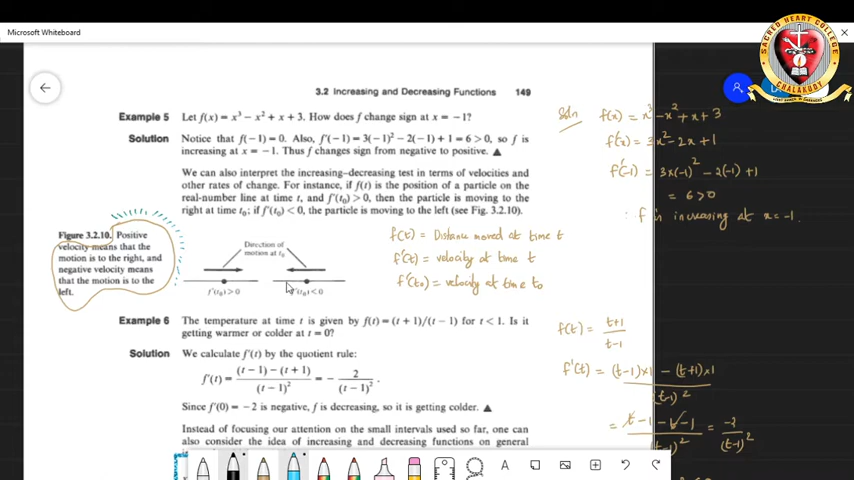 Microsoft Whiteboard
SACRED HEART COLLEGE
CHALAKUDY
3.2 Increasing and Decreasing Functions 149
Example 5 Let f(x) = x³ − x² + x + 3. How does f change sign at x = −1?
Solution Notice that f(−1) = 0. Also, f′(−1) = 3(−1)² − 2(−1) + 1 = 6 > 0, so f is
increasing at x = −1. Thus f changes sign from negative to positive. ▲
We can also interpret the increasing–decreasing test in terms of velocities and
other rates of change. For instance, if f(t) is the position of a particle on the
real-number line at time t, and f′(t₀) > 0, then the particle is moving to the
right at time t₀; if f′(t₀) < 0, the particle is moving to the left (see Fig. 3.2.10).
Figure 3.2.10. Positive
velocity means that the
motion is to the right, and
negative velocity means
that the motion is to the
left.
Direction of
motion at t₀
f′(t₀) > 0
f′(t₀) < 0
Example 6 The temperature at time t is given by f(t) = (t + 1)/(t − 1) for t < 1. Is it
getting warmer or colder at t = 0?
Solution We calculate f′(t) by the quotient rule:
f′(t) = (t − 1) − (t + 1) / (t − 1)² = − 2 / (t − 1)² .
Since f′(0) = −2 is negative, f is decreasing, so it is getting colder. ▲
Instead of focusing our attention on the small intervals used so far, one can
also consider the idea of increasing and decreasing functions on general
Soln f(x) = x³ − x² + x + 3
f′(x) = 3x² − 2x + 1
f′(-1) = 3x(-1)² − 2(-1) + 1
= 6 > 0
∴ f is increasing at x = −1.
f(t) = Distance moved at time t
f′(t) = velocity at time t
f′(t₀) = velocity at time t₀
f(t) = t+1 / t−1
f′(t) = (t−1)×1 − (t+1)×1 / (t−1)²
= t − 1 − t − 1 / (t−1)² = −2 / (t−1)²
A